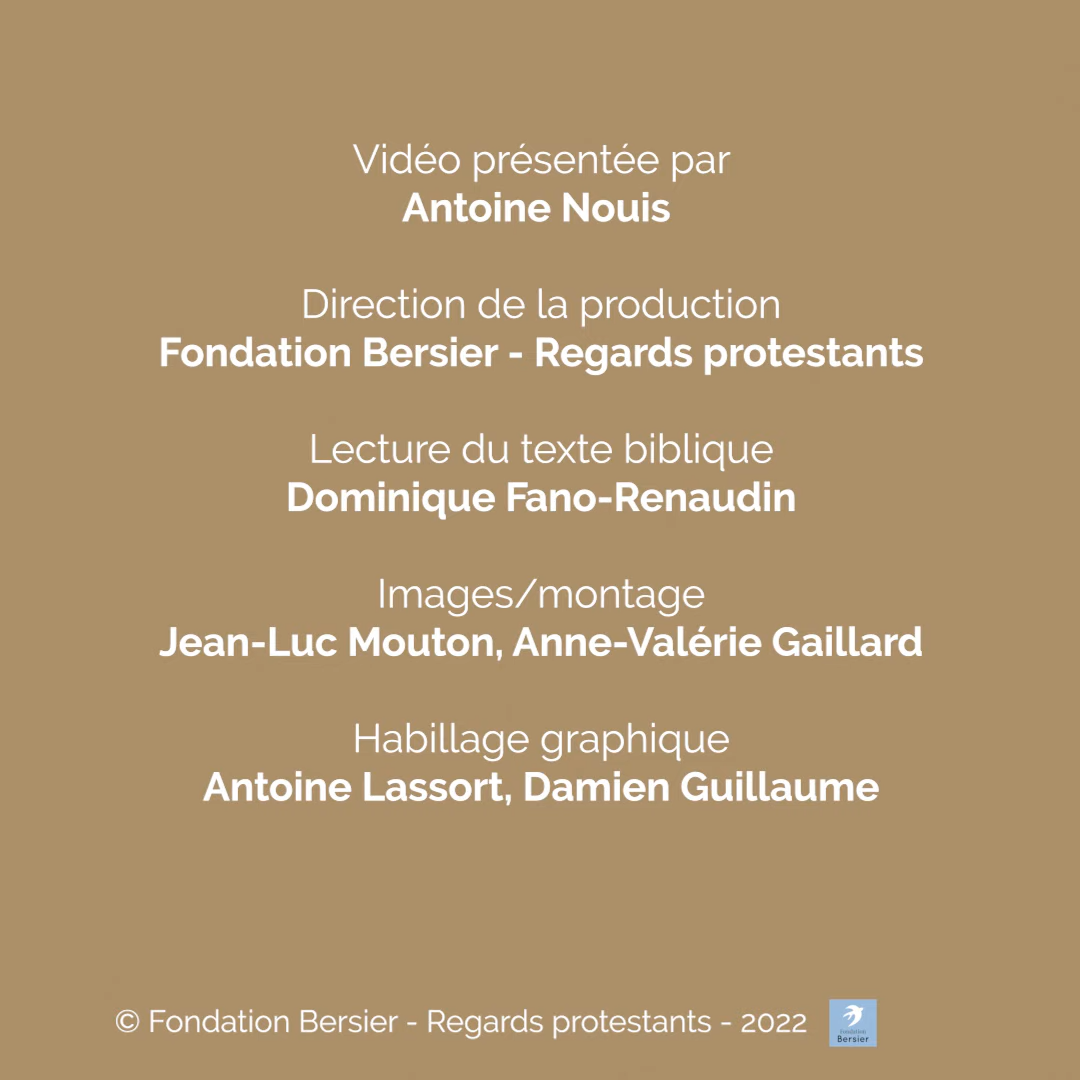 Vidéo présentée par
Antoine Nouis
Direction de la production
Fondation Bersier - Regards protestants
Lecture du texte biblique
Dominique Fano-Renaudin
Images/montage
Jean-Luc Mouton, Anne-Valérie Gaillard
Habillage graphique
Antoine Lassort, Damien Guillaume
© Fondation Bersier - Regards protestants - 2022
Fondation
Bersier